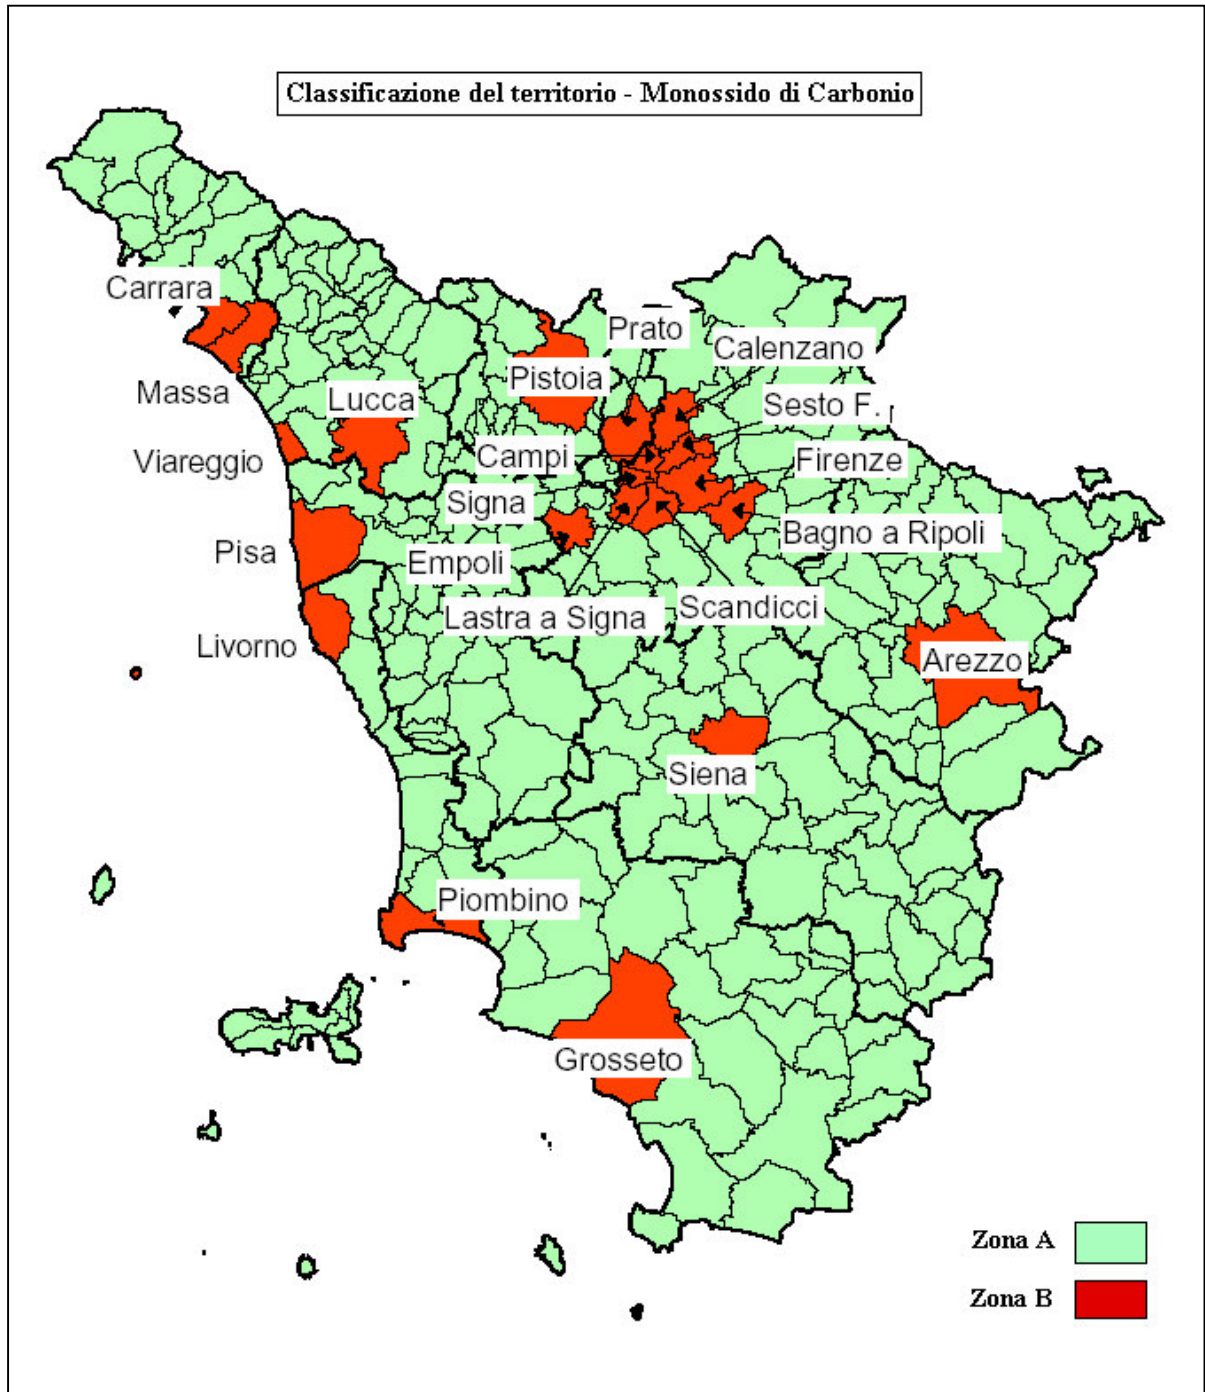 Classificazione del territorio - Monossido di Carbonio
Carrara
Prato
Calenzano
Pistoia
Massa
Lucca
Sesto F.
Viareggio
Campi
Firenze
Signa
Bagno a Ripoli
Pisa
Empoli
Lastra a Signa
Scandicci
Livorno
Arezzo
Siena
Piombino
Grosseto
Zona A
Zona B